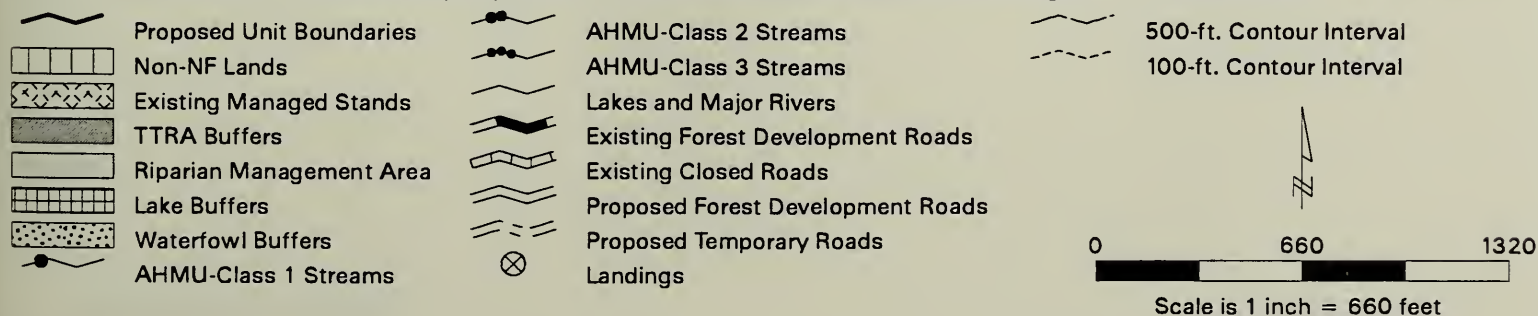 Proposed Unit Boundaries
Non-NF Lands
Existing Managed Stands
TTRA Buffers
Riparian Management Area
Lake Buffers
Waterfowl Buffers
AHMU-Class 1 Streams
AHMU-Class 2 Streams
AHMU-Class 3 Streams
Lakes and Major Rivers
Existing Forest Development Roads
Existing Closed Roads
Proposed Forest Development Roads
Proposed Temporary Roads
Landings
500-ft. Contour Interval
100-ft. Contour Interval
0 660 1320
Scale is 1 inch = 660 feet